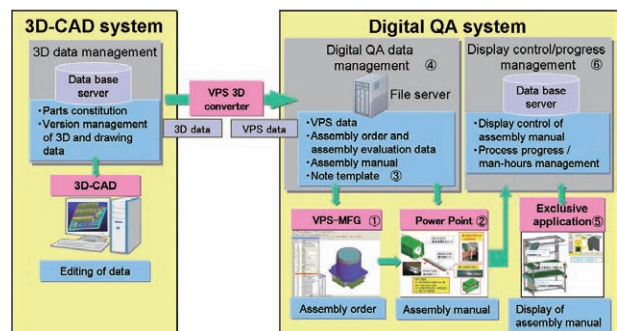 3D-CAD system
3D data management
Data base
server
•Parts constitution
•Version management
of 3D and drawing
data
3D-CAD
Editing of data
VPS 3D
converter
3D data
VPS data
Digital QA system
Digital QA data
management ④
File server
•VPS data
•Assembly order and
assembly evaluation data
•Assembly manual
•Note template ③
VPS-MFG ①
Assembly order
Power Point ②
Assembly manual
Display control/progress
management ⑥
Data base
server
•Display control of
assembly manual
•Process progress /
man-hours management
Exclusive
application⑤
Display of
assembly manual